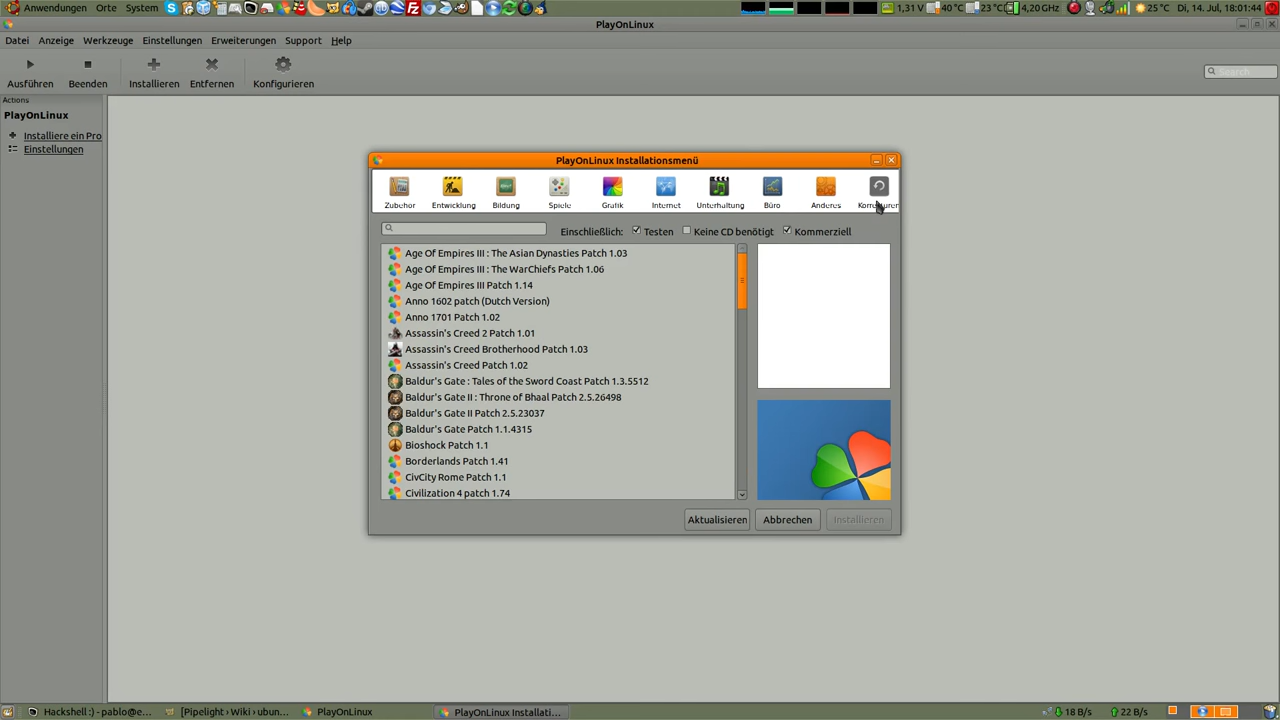 Anwendungen Orte System
1,31 V 40 °C 23 °C 4,20 GHz 25 °C Di, 14. Jul, 18:01:44
PlayOnLinux
Datei Anzeige Werkzeuge Einstellungen Erweiterungen Support Help
Ausführen Beenden Installieren Entfernen Konfigurieren
Search
Actions
PlayOnLinux
Installiere ein Pro
Einstellungen
PlayOnLinux Installationsmenü
Zubehör Entwicklung Bildung Spiele Grafik Internet Unterhaltung Büro Anderes Korrekturen
Einschließlich: Testen Keine CD benötigt Kommerziell
Age Of Empires III : The Asian Dynasties Patch 1.03
Age Of Empires III : The WarChiefs Patch 1.06
Age Of Empires III Patch 1.14
Anno 1602 patch (Dutch Version)
Anno 1701 Patch 1.02
Assassin's Creed 2 Patch 1.01
Assassin's Creed Brotherhood Patch 1.03
Assassin's Creed Patch 1.02
Baldur's Gate : Tales of the Sword Coast Patch 1.3.5512
Baldur's Gate II : Throne of Bhaal Patch 2.5.26498
Baldur's Gate II Patch 2.5.23037
Baldur's Gate Patch 1.1.4315
Bioshock Patch 1.1
Borderlands Patch 1.41
CivCity Rome Patch 1.1
Civilization 4 patch 1.74
Aktualisieren Abbrechen Installieren
Hackshell :) - pablo@e... [Pipelight › Wiki › ubun... PlayOnLinux PlayOnLinux Installati... 18 B/s 22 B/s